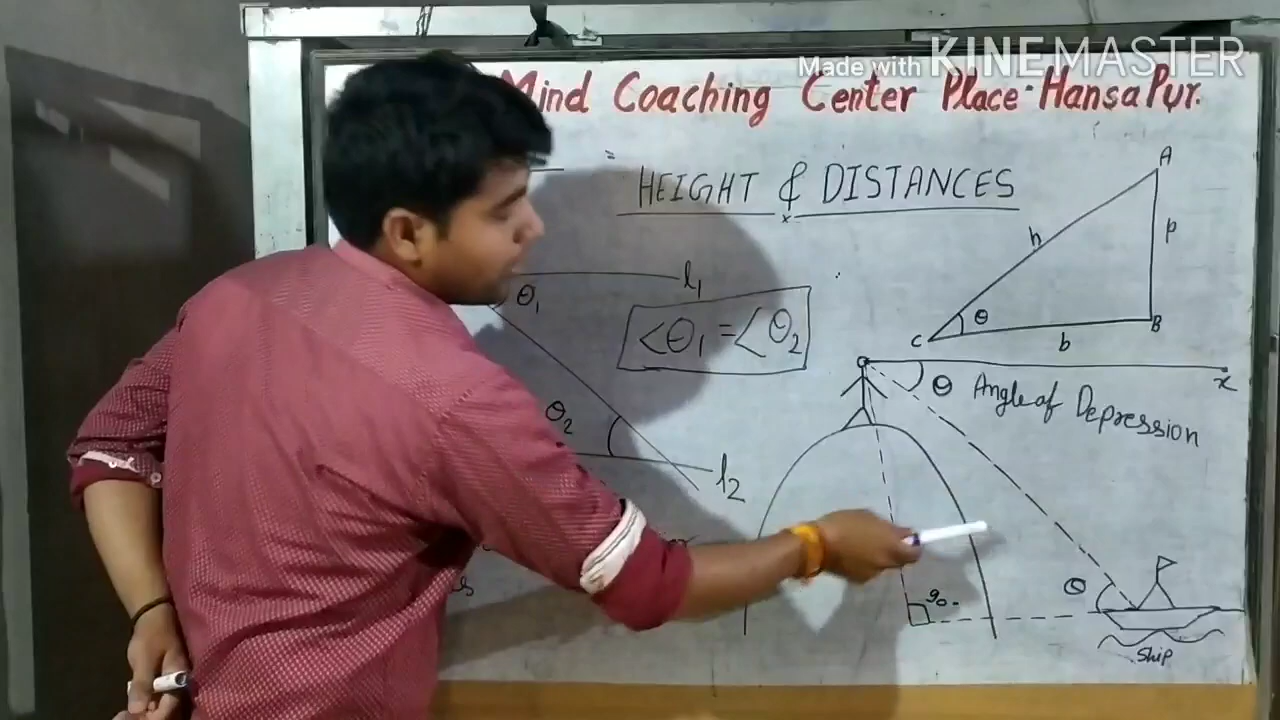 Made with KINEMASTER
Mind Coaching Center Place-HansaPur.
HEIGHT & DISTANCES
A
h
p
θ
C
b
B
l₁
θ₁
<θ₁ = <θ₂
θ Angle of Depression
x
θ₂
l₂
θ
90°
Ship